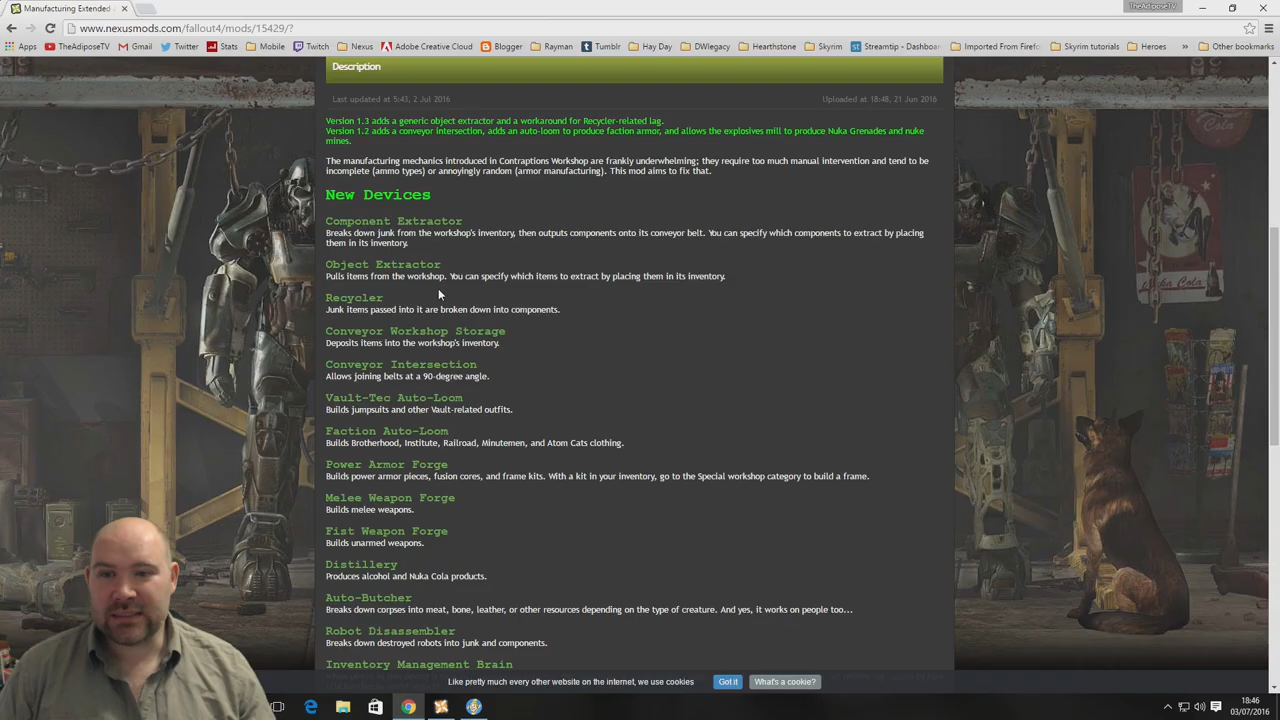 Manufacturing Extended
TheAdiposeTV
www.nexusmods.com/fallout4/mods/15429/?
Apps TheAdiposeTV Gmail Twitter Stats Mobile Twitch Nexus Adobe Creative Cloud Blogger Rayman Tumblr Hay Day DWlegacy Hearthstone Skyrim Streamtip - Dashboa Imported From Firefo Skyrim tutorials Heroes » Other bookmarks
Description
Last updated at 5:43, 2 Jul 2016 Uploaded at 18:48, 21 Jun 2016
Version 1.3 adds a generic object extractor and a workaround for Recycler-related lag.
Version 1.2 adds a conveyor intersection, adds an auto-loom to produce faction armor, and allows the explosives mill to produce Nuka Grenades and nuke
mines.
The manufacturing mechanics introduced in Contraptions Workshop are frankly underwhelming; they require too much manual intervention and tend to be
incomplete (ammo types) or annoyingly random (armor manufacturing). This mod aims to fix that.
New Devices
Component Extractor
Breaks down junk from the workshop's inventory, then outputs components onto its conveyor belt. You can specify which components to extract by placing
them in its inventory.
Object Extractor
Pulls items from the workshop. You can specify which items to extract by placing them in its inventory.
Recycler
Junk items passed into it are broken down into components.
Conveyor Workshop Storage
Deposits items into the workshop's inventory.
Conveyor Intersection
Allows joining belts at a 90-degree angle.
Vault-Tec Auto-Loom
Builds jumpsuits and other Vault-related outfits.
Faction Auto-Loom
Builds Brotherhood, Institute, Railroad, Minutemen, and Atom Cats clothing.
Power Armor Forge
Builds power armor pieces, fusion cores, and frame kits. With a kit in your inventory, go to the Special workshop category to build a frame.
Melee Weapon Forge
Builds melee weapons.
Fist Weapon Forge
Builds unarmed weapons.
Distillery
Produces alcohol and Nuka Cola products.
Auto-Butcher
Breaks down corpses into meat, bone, leather, or other resources depending on the type of creature. And yes, it works on people too...
Robot Disassembler
Breaks down destroyed robots into junk and components.
Inventory Management Brain
Like pretty much every other website on the internet, we use cookies Got it What's a cookie?
18:46
03/07/2016